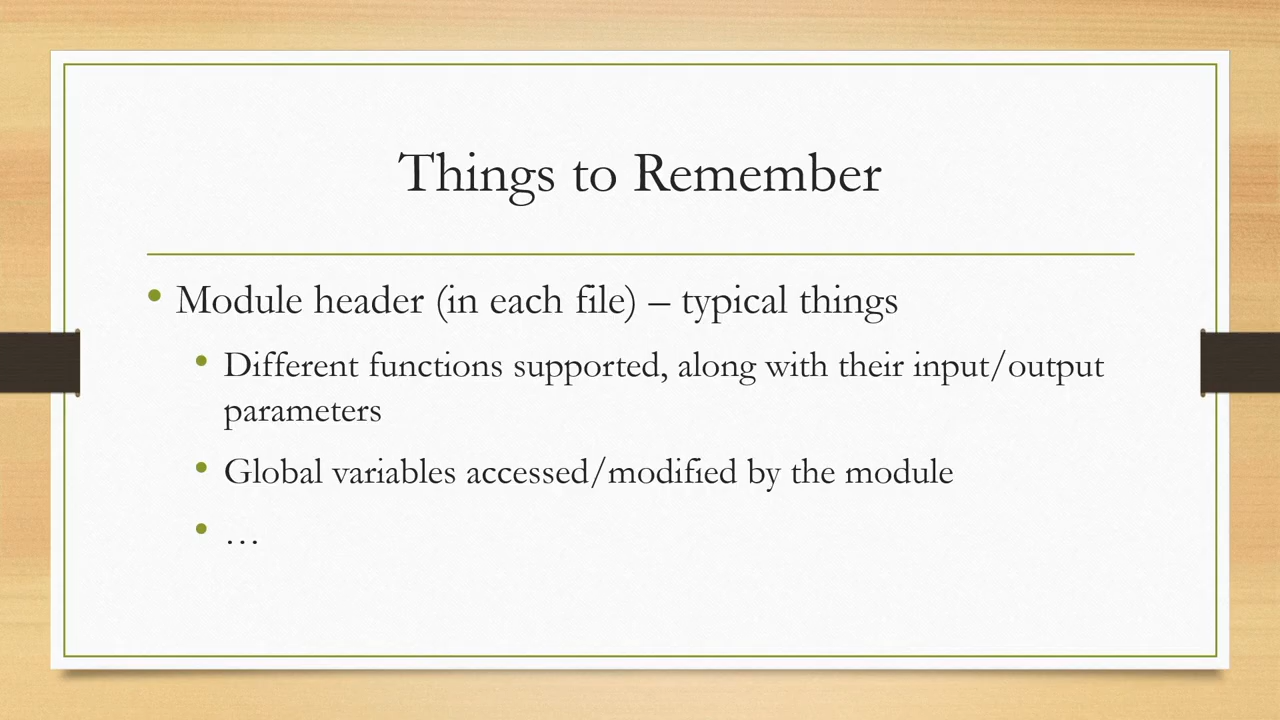 Things to Remember
• Module header (in each file) – typical things
• Different functions supported, along with their input/output
parameters
• Global variables accessed/modified by the module
• …